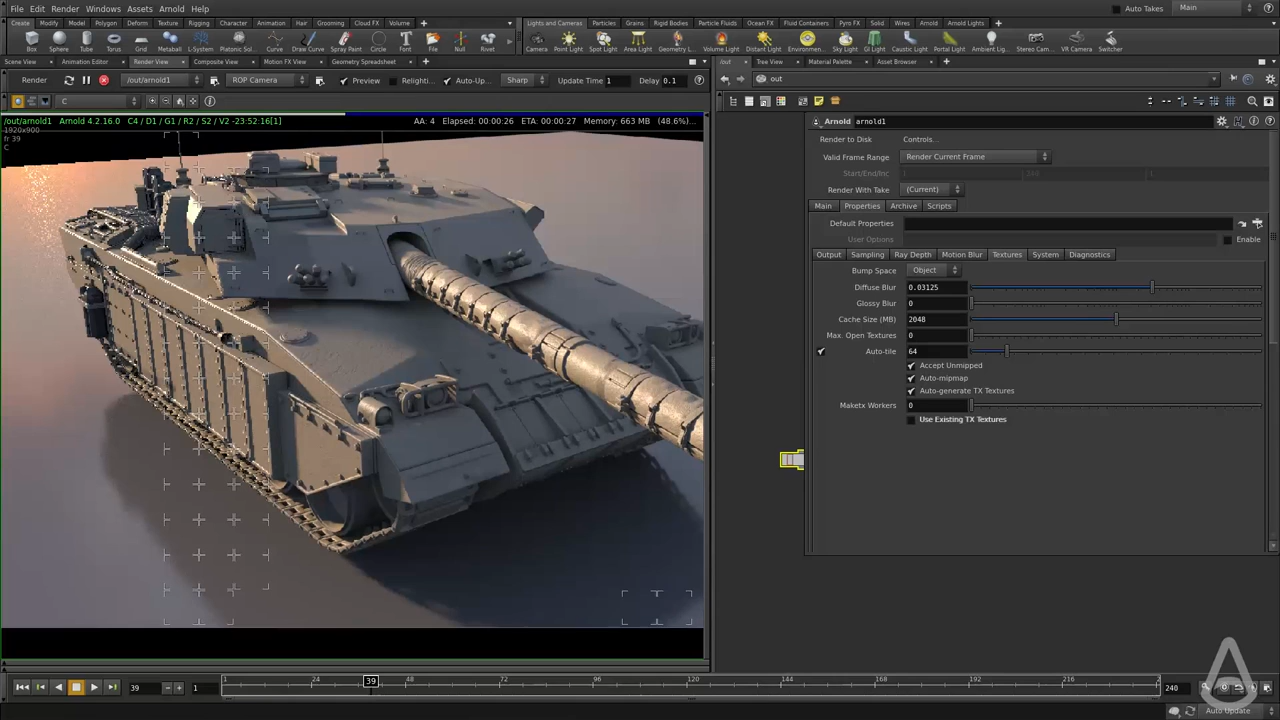 File Edit Render Windows Assets Arnold Help
Auto Takes Main
Create Modify Model Polygon Deform Texture Rigging Character Animation Hair Grooming Cloud FX Volume
Lights and Cameras Particles Grains Rigid Bodies Particle Fluids Ocean FX Fluid Containers Pyro FX Solid Wires Arnold Arnold Lights
Box Sphere Tube Torus Grid Metaball L-System Platonic Sol... Curve Draw Curve Spray Paint Circle Font File Null Rivet
Camera Point Light Spot Light Area Light Geometry L... Volume Light Distant Light Environmen... Sky Light GI Light Caustic Light Portal Light Ambient Lig... Stereo Cam... VR Camera Switcher
Scene View Animation Editor Render View Composite View Motion FX View Geometry Spreadsheet
/out Tree View Material Palette Asset Browser
Render /out/arnold1 ROP Camera Preview Relighti... Auto-Up... Sharp Update Time 1 Delay 0.1
out
C
/out/arnold1 Arnold 4.2.16.0 C4 / D1 / G1 / R2 / S2 / V2 -23:52:16[1] AA: 4 Elapsed: 00:00:26 ETA: 00:00:27 Memory: 663 MB (48.6%)...
1920x900
fr 39
C
Arnold arnold1
Render to Disk Controls...
Valid Frame Range Render Current Frame
Start/End/Inc 1 1
Render With Take (Current)
Main Properties Archive Scripts
Default Properties
User Options Enable
Output Sampling Ray Depth Motion Blur Textures System Diagnostics
Bump Space Object
Diffuse Blur 0.03125
Glossy Blur 0
Cache Size (MB) 2048
Max. Open Textures 0
Auto-tile 64
Accept Unmipped
Auto-mipmap
Auto-generate TX Textures
Maketx Workers 0
Use Existing TX Textures
39 1 1 24 39 48 72 96 120 144 168 192 216 2 240
Auto Update